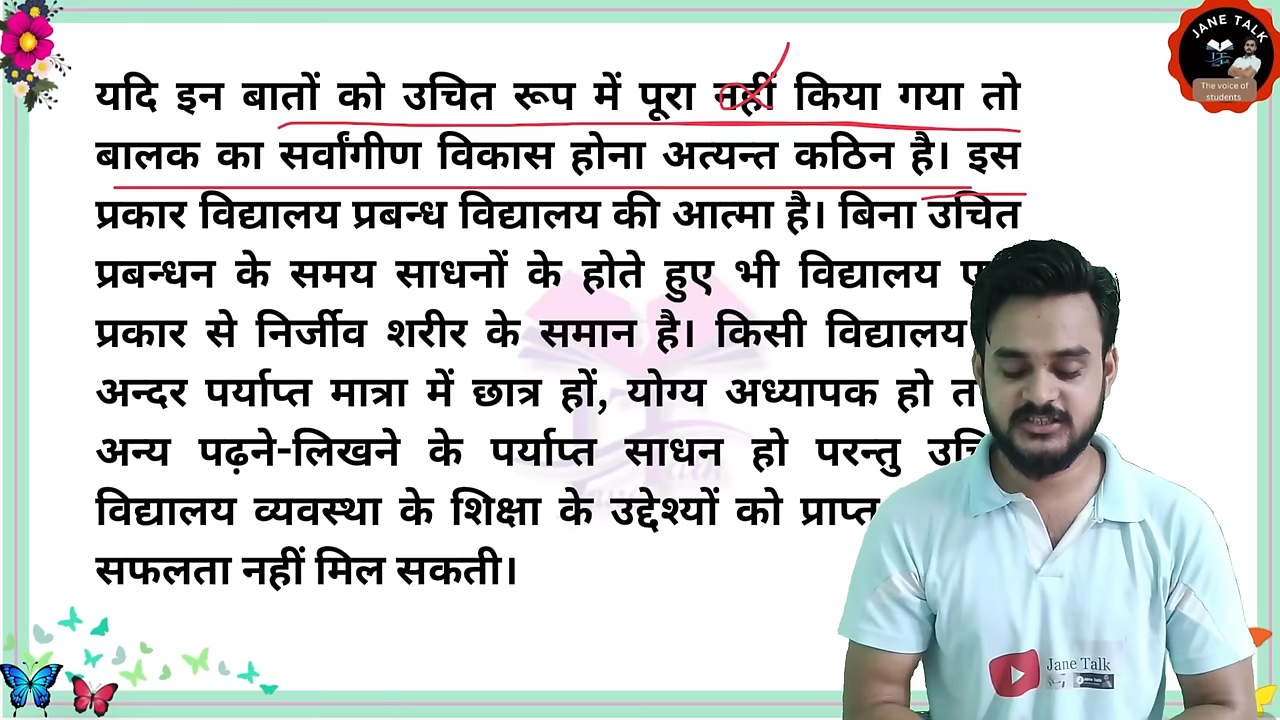 यदि इन बातों को उचित रूप में पूरा नहीं किया गया तो
बालक का सर्वांगीण विकास होना अत्यन्त कठिन है। इस
प्रकार विद्यालय प्रबन्ध विद्यालय की आत्मा है। बिना उचित
प्रबन्धन के समय साधनों के होते हुए भी विद्यालय
प्रकार से निर्जीव शरीर के समान है। किसी विद्यालय
अन्दर पर्याप्त मात्रा में छात्र हों, योग्य अध्यापक हो
अन्य पढ़ने-लिखने के पर्याप्त साधन हो परन्तु
विद्यालय व्यवस्था के शिक्षा के उद्देश्यों को प्राप्त
सफलता नहीं मिल सकती।
JANE TALK
The voice of
students
Jane Talk